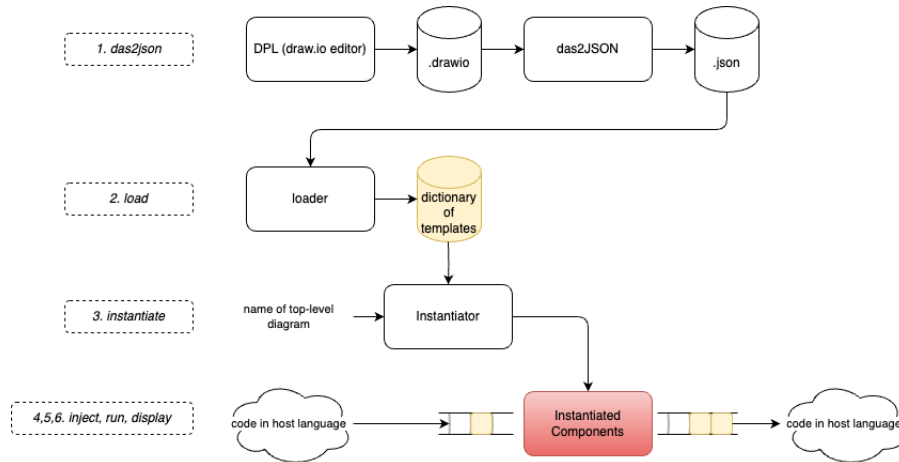 1. das2json
DPL (draw.io editor)
.drawio
das2JSON
.json
2. load
loader
dictionary
of
templates
3. instantiate
name of top-level
diagram
Instantiator
4,5,6. inject, run, display
code in host language
Instantiated
Components
code in host language